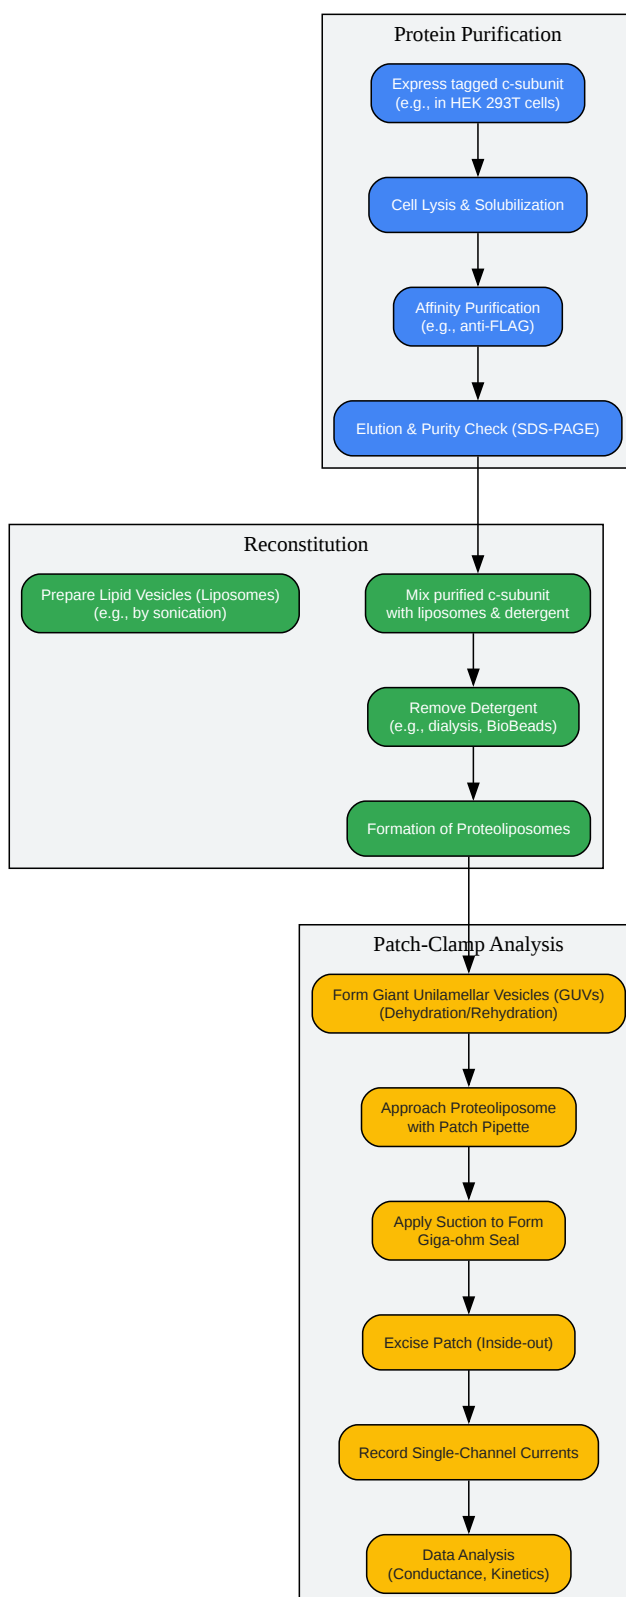 Protein Purification
Express tagged c-subunit
(e.g., in HEK 293T cells)
Cell Lysis & Solubilization
Affinity Purification
(e.g., anti-FLAG)
Elution & Purity Check (SDS-PAGE)
Reconstitution
Prepare Lipid Vesicles (Liposomes)
(e.g., by sonication)
Mix purified c-subunit
with liposomes & detergent
Remove Detergent
(e.g., dialysis, BioBeads)
Formation of Proteoliposomes
Patch-Clamp Analysis
Form Giant Unilamellar Vesicles (GUVs)
(Dehydration/Rehydration)
Approach Proteoliposome
with Patch Pipette
Apply Suction to Form
Giga-ohm Seal
Excise Patch (Inside-out)
Record Single-Channel Currents
Data Analysis
(Conductance, Kinetics)